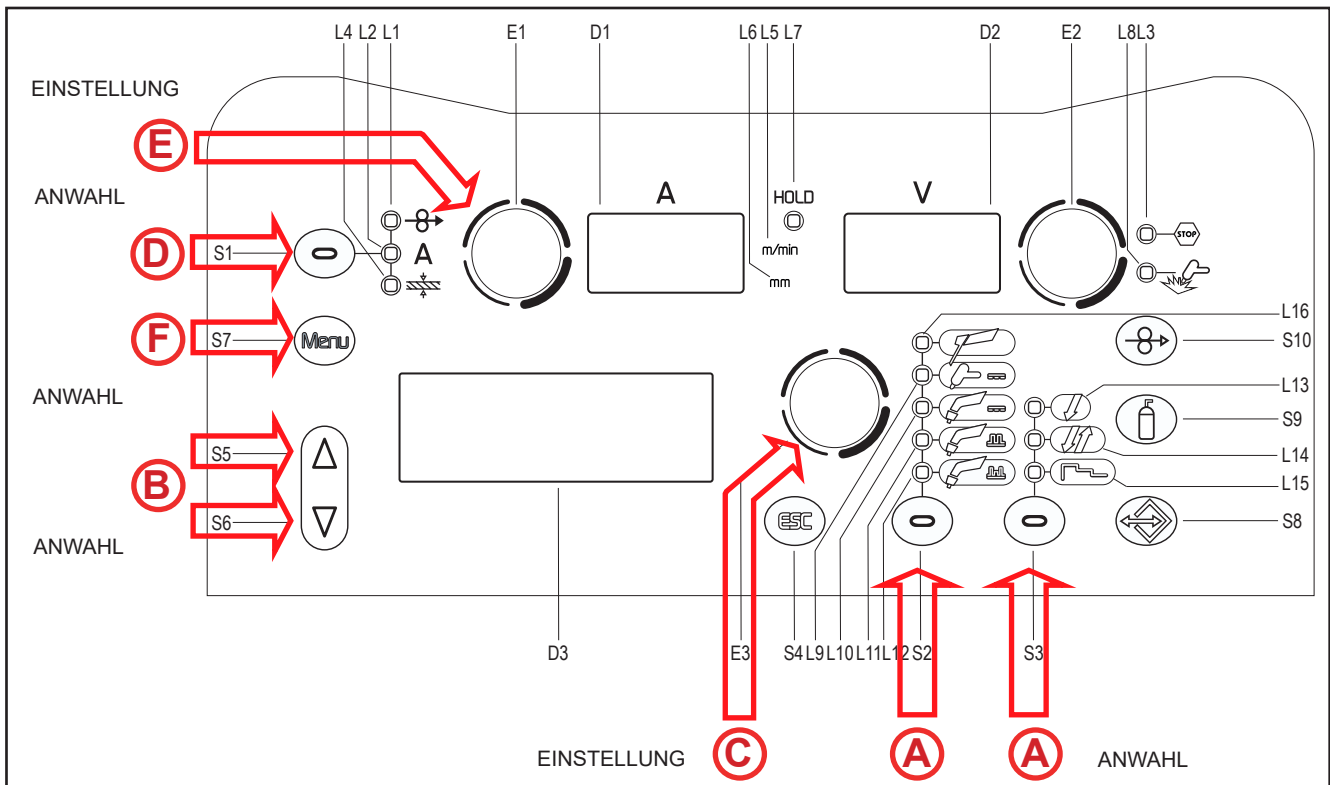 L4 L2 L1 E1 D1 L6 L5 L7 D2 E2 L8 L3
EINSTELLUNG
E
ANWAHL
A
HOLD
V
STOP
D
S1
A
m/min
mm
F
S7
Menu
L16
S10
ANWAHL
L13
S9
S5
B
S6
L14
L15
ESC
S8
ANWAHL
D3 E3 S4 L9 L10 L11 L12 S2 S3
EINSTELLUNG
C
A
A
ANWAHL